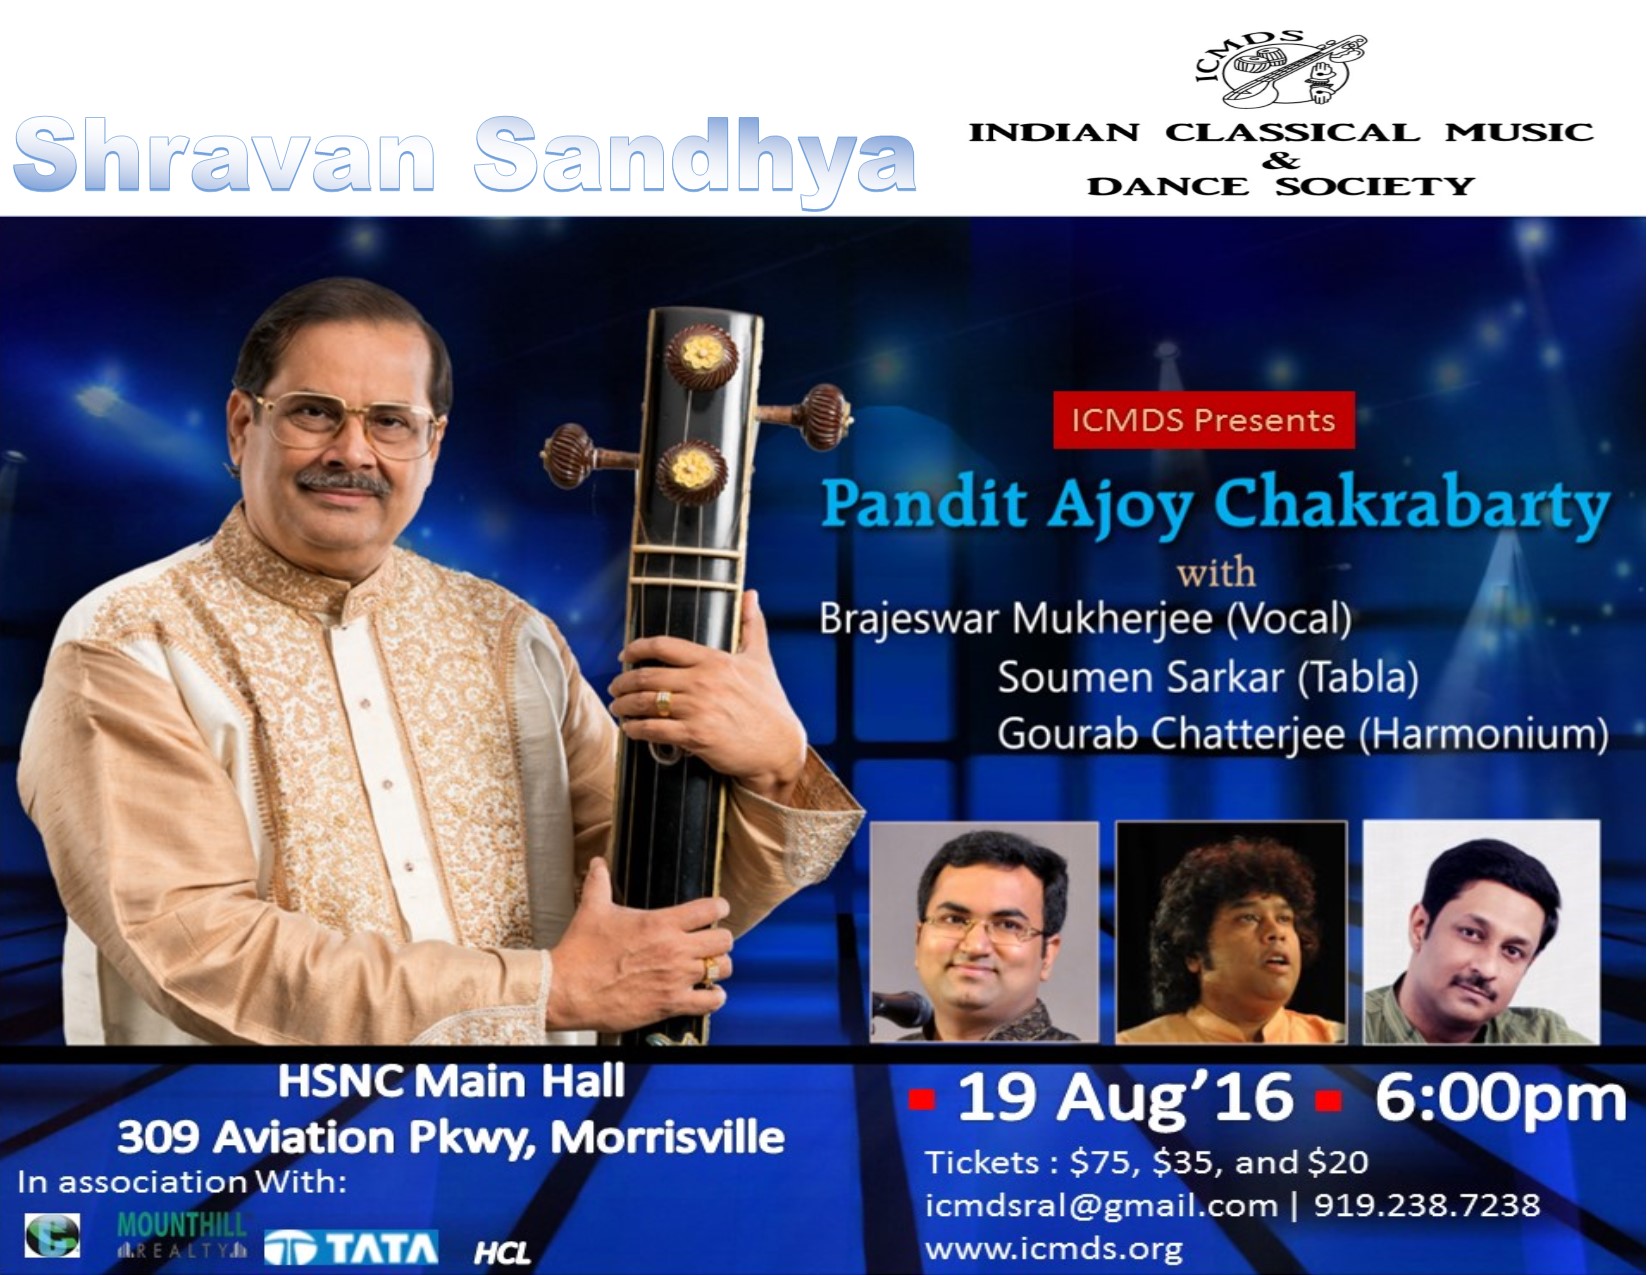 ICMDS
Shravan Sandhya
INDIAN CLASSICAL MUSIC
&
DANCE SOCIETY
ICMDS Presents
Pandit Ajoy Chakrabarty
with
Brajeswar Mukherjee (Vocal)
Soumen Sarkar (Tabla)
Gourab Chatterjee (Harmonium)
HSNC Main Hall
309 Aviation Pkwy, Morrisville
In association With:
MOUNTHILL
REALTY
TATA
HCL
19 Aug’16 6:00pm
Tickets : $75, $35, and $20
icmdsral@gmail.com | 919.238.7238
www.icmds.org